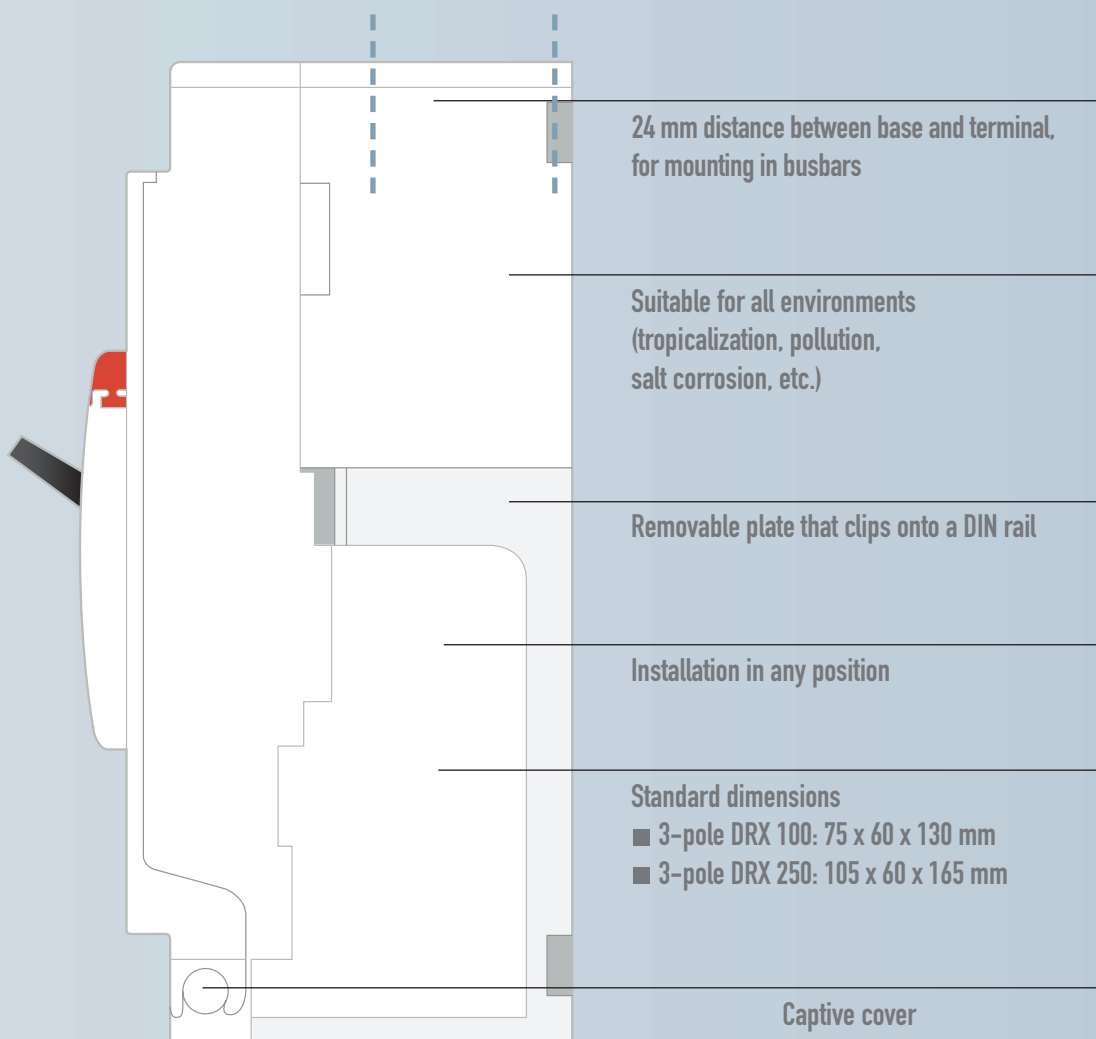 24 mm distance between base and terminal,
for mounting in busbars
Suitable for all environments
(tropicalization, pollution,
salt corrosion, etc.)
Removable plate that clips onto a DIN rail
Installation in any position
Standard dimensions
■ 3-pole DRX 100: 75 x 60 x 130 mm
■ 3-pole DRX 250: 105 x 60 x 165 mm
Captive cover